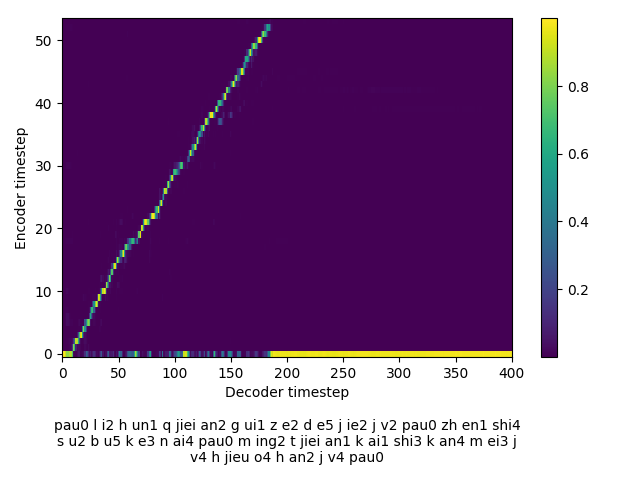 50
40
30
20
10
0
Encoder timestep
0 50 100 150 200 250 300 350 400
Decoder timestep
0.8
0.6
0.4
0.2
pau0 l i2 h un1 q jiei an2 g ui1 z e2 d e5 j ie2 j v2 pau0 zh en1 shi4
s u2 b u5 k e3 n ai4 pau0 m ing2 t jiei an1 k ai1 shi3 k an4 m ei3 j
v4 h jieu o4 h an2 j v4 pau0